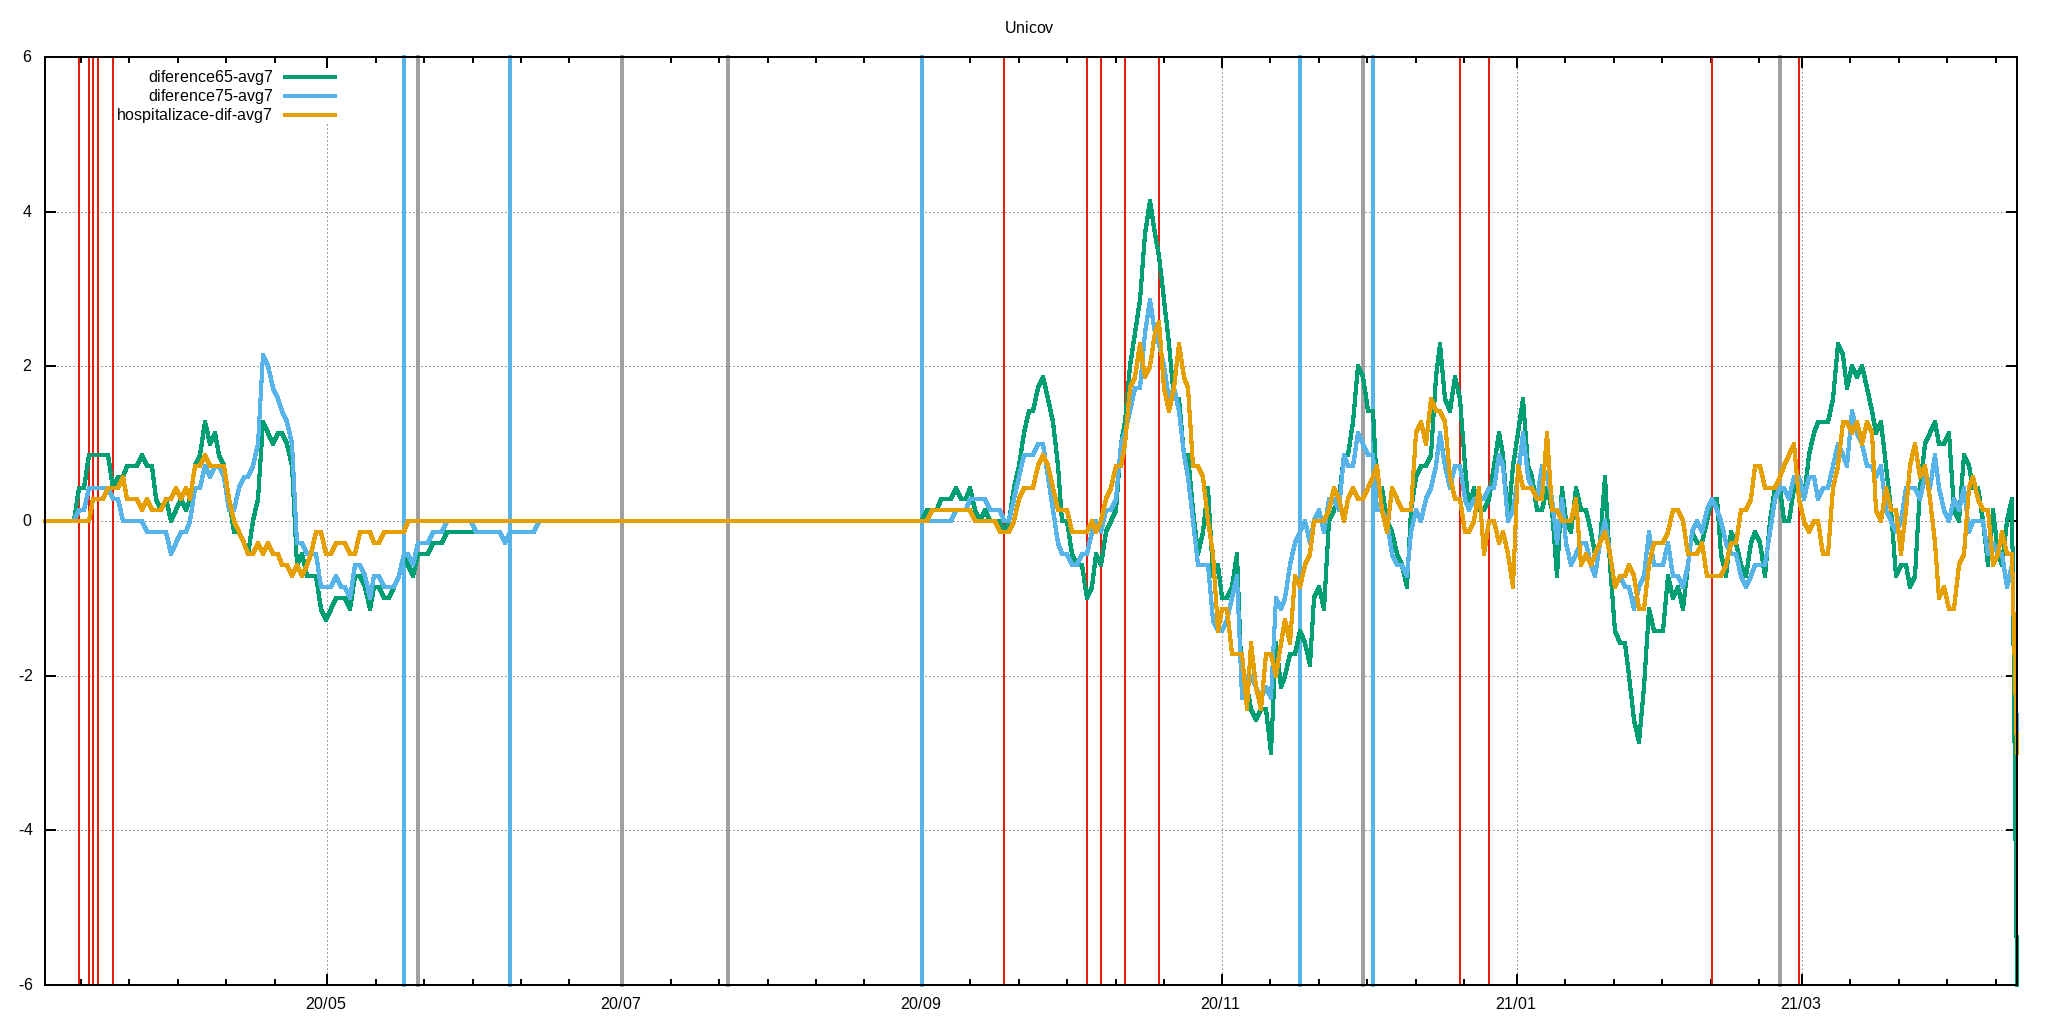 Unicov
diference65-avg7
diference75-avg7
hospitalizace-dif-avg7
6
4
2
0
-2
-4
-6
20/05 20/07 20/09 20/11 21/01 21/03